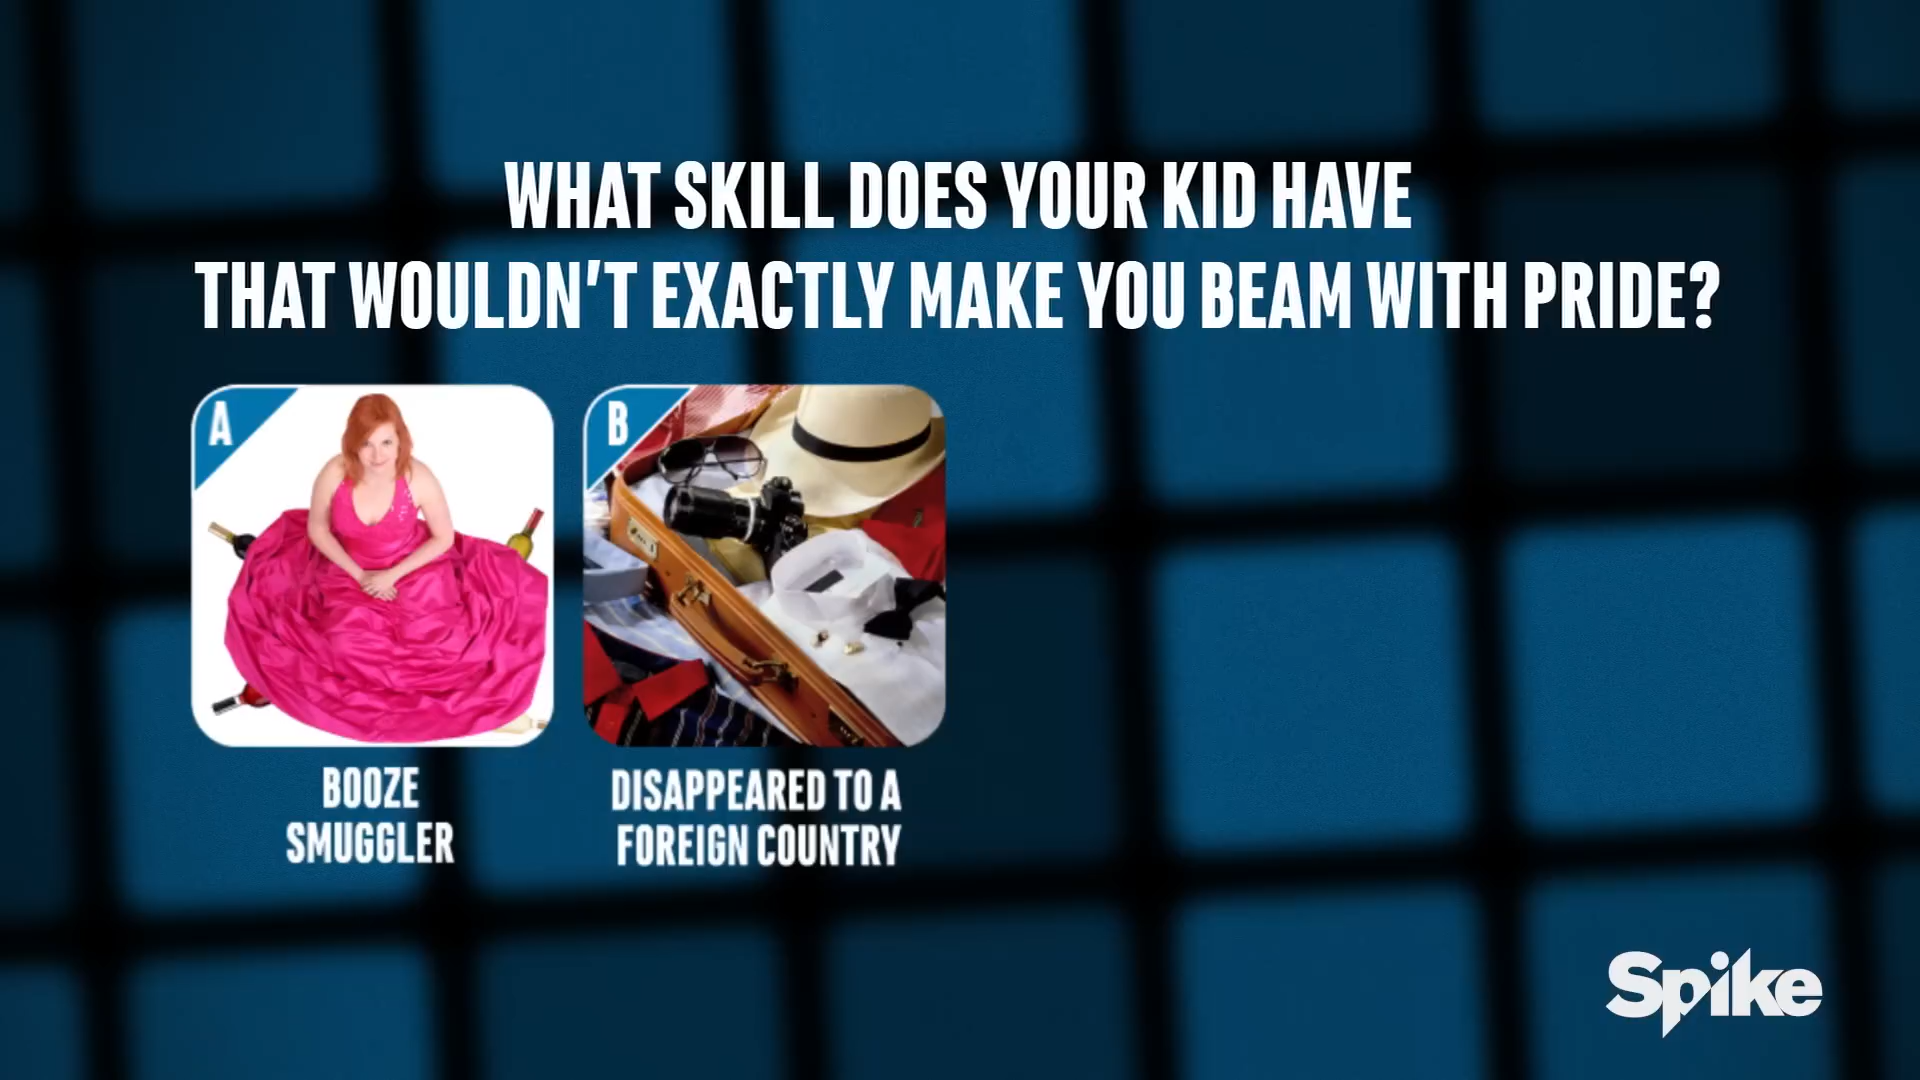 WHAT SKILL DOES YOUR KID HAVE
THAT WOULDN'T EXACTLY MAKE YOU BEAM WITH PRIDE?
A
B
BOOZE
SMUGGLER
DISAPPEARED TO A
FOREIGN COUNTRY
Spike